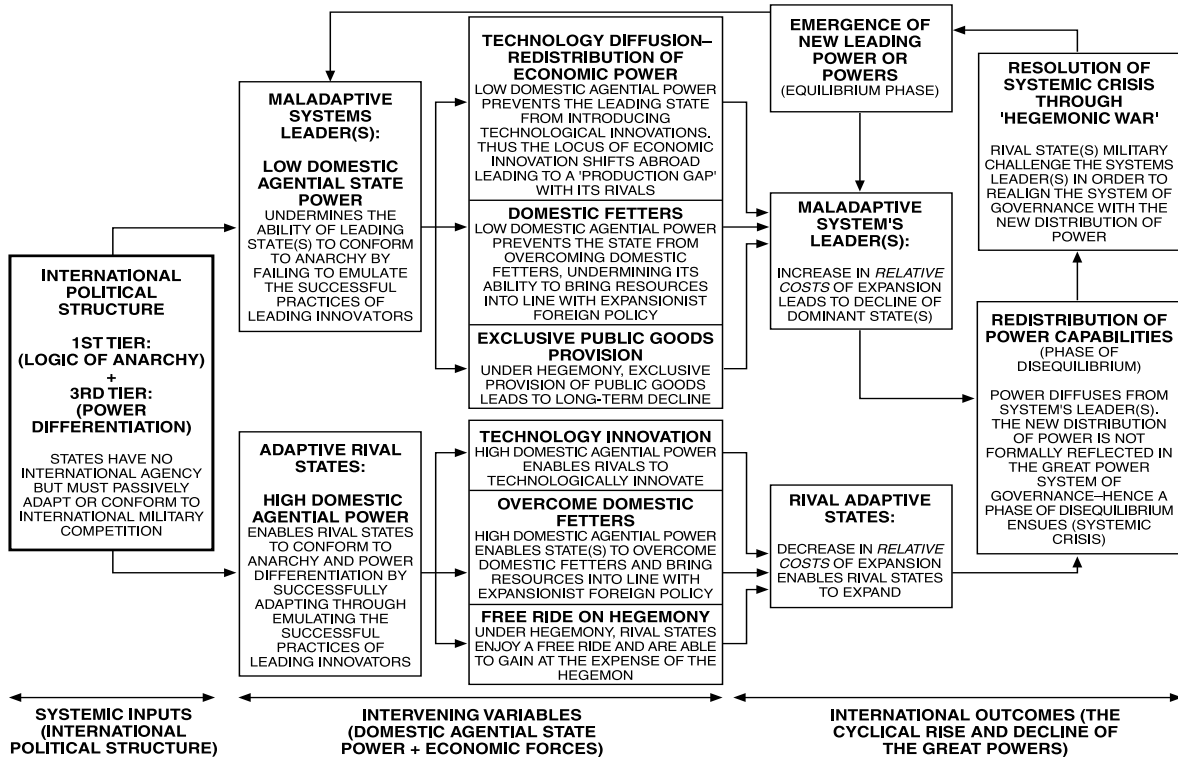 INTERNATIONAL
POLITICAL
STRUCTURE
1ST TIER:
(LOGIC OF ANARCHY)
+
3RD TIER:
(POWER
DIFFERENTIATION)
STATES HAVE NO
INTERNATIONAL AGENCY
BUT MUST PASSIVELY
ADAPT OR CONFORM TO
INTERNATIONAL MILITARY
COMPETITION
MALADAPTIVE
SYSTEMS
LEADER(S):
LOW DOMESTIC
AGENTIAL STATE
POWER
UNDERMINES THE
ABILITY OF LEADING
STATE(S) TO CONFORM
TO ANARCHY BY
FAILING TO EMULATE
THE SUCCESSFUL
PRACTICES OF
LEADING INNOVATORS
ADAPTIVE RIVAL
STATES:
HIGH DOMESTIC
AGENTIAL POWER
ENABLES RIVAL STATES
TO CONFORM TO
ANARCHY AND POWER
DIFFERENTIATION BY
SUCCESSFULLY
ADAPTING THROUGH
EMULATING THE
SUCCESSFUL
PRACTICES OF
LEADING INNOVATORS
TECHNOLOGY DIFFUSION–
REDISTRIBUTION OF
ECONOMIC POWER
LOW DOMESTIC AGENTIAL POWER
PREVENTS THE LEADING STATE
FROM INTRODUCING
TECHNOLOGICAL INNOVATIONS.
THUS THE LOCUS OF ECONOMIC
INNOVATION SHIFTS ABROAD
LEADING TO A 'PRODUCTION GAP'
WITH ITS RIVALS
DOMESTIC FETTERS
LOW DOMESTIC AGENTIAL POWER
PREVENTS THE STATE FROM
OVERCOMING DOMESTIC
FETTERS, UNDERMINING ITS
ABILITY TO BRING RESOURCES
INTO LINE WITH EXPANSIONIST
FOREIGN POLICY
EXCLUSIVE PUBLIC GOODS
PROVISION
UNDER HEGEMONY, EXCLUSIVE
PROVISION OF PUBLIC GOODS
LEADS TO LONG-TERM DECLINE
TECHNOLOGY INNOVATION
HIGH DOMESTIC AGENTIAL POWER
ENABLES RIVALS TO
TECHNOLOGICALLY INNOVATE
OVERCOME DOMESTIC
FETTERS
HIGH DOMESTIC AGENTIAL POWER
ENABLES STATE(S) TO OVERCOME
DOMESTIC FETTERS AND BRING
RESOURCES INTO LINE WITH
EXPANSIONIST FOREIGN POLICY
FREE RIDE ON HEGEMONY
UNDER HEGEMONY, RIVAL STATES
ENJOY A FREE RIDE AND ARE ABLE
TO GAIN AT THE EXPENSE OF THE
HEGEMON
EMERGENCE OF
NEW LEADING
POWER OR
POWERS
(EQUILIBRIUM PHASE)
MALADAPTIVE
SYSTEM'S
LEADER(S):
INCREASE IN RELATIVE
COSTS OF EXPANSION
LEADS TO DECLINE OF
DOMINANT STATE(S)
RIVAL ADAPTIVE
STATES:
DECREASE IN RELATIVE
COSTS OF EXPANSION
ENABLES RIVAL STATES
TO EXPAND
RESOLUTION OF
SYSTEMIC CRISIS
THROUGH
'HEGEMONIC WAR'
RIVAL STATE(S) MILITARY
CHALLENGE THE SYSTEMS
LEADER(S) IN ORDER TO
REALIGN THE SYSTEM OF
GOVERNANCE WITH THE
NEW DISTRIBUTION OF
POWER
REDISTRIBUTION OF
POWER CAPABILITIES
(PHASE OF
DISEQUILIBRIUM)
POWER DIFFUSES FROM
SYSTEM'S LEADER(S).
THE NEW DISTRIBUTION
OF POWER IS NOT
FORMALLY REFLECTED IN
THE GREAT POWER
SYSTEM OF
GOVERNANCE–HENCE A
PHASE OF DISEQUILIBRIUM
ENSUES (SYSTEMIC
CRISIS)
SYSTEMIC INPUTS
(INTERNATIONAL
POLITICAL STRUCTURE)
INTERVENING VARIABLES
(DOMESTIC AGENTIAL STATE
POWER + ECONOMIC FORCES)
INTERNATIONAL OUTCOMES (THE
CYCLICAL RISE AND DECLINE OF
THE GREAT POWERS)